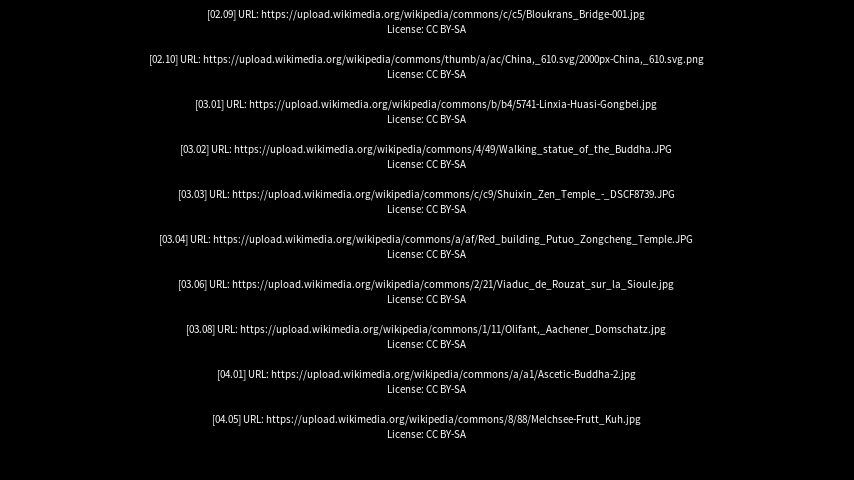 [02.09] URL: https://upload.wikimedia.org/wikipedia/commons/c/c5/Bloukrans_Bridge-001.jpg
License: CC BY-SA
[02.10] URL: https://upload.wikimedia.org/wikipedia/commons/thumb/a/ac/China,_610.svg/2000px-China,_610.svg.png
License: CC BY-SA
[03.01] URL: https://upload.wikimedia.org/wikipedia/commons/b/b4/5741-Linxia-Huasi-Gongbei.jpg
License: CC BY-SA
[03.02] URL: https://upload.wikimedia.org/wikipedia/commons/4/49/Walking_statue_of_the_Buddha.JPG
License: CC BY-SA
[03.03] URL: https://upload.wikimedia.org/wikipedia/commons/c/c9/Shuixin_Zen_Temple_-_DSCF8739.JPG
License: CC BY-SA
[03.04] URL: https://upload.wikimedia.org/wikipedia/commons/a/af/Red_building_Putuo_Zongcheng_Temple.JPG
License: CC BY-SA
[03.06] URL: https://upload.wikimedia.org/wikipedia/commons/2/21/Viaduc_de_Rouzat_sur_la_Sioule.jpg
License: CC BY-SA
[03.08] URL: https://upload.wikimedia.org/wikipedia/commons/1/11/Olifant,_Aachener_Domschatz.jpg
License: CC BY-SA
[04.01] URL: https://upload.wikimedia.org/wikipedia/commons/a/a1/Ascetic-Buddha-2.jpg
License: CC BY-SA
[04.05] URL: https://upload.wikimedia.org/wikipedia/commons/8/88/Melchsee-Frutt_Kuh.jpg
License: CC BY-SA